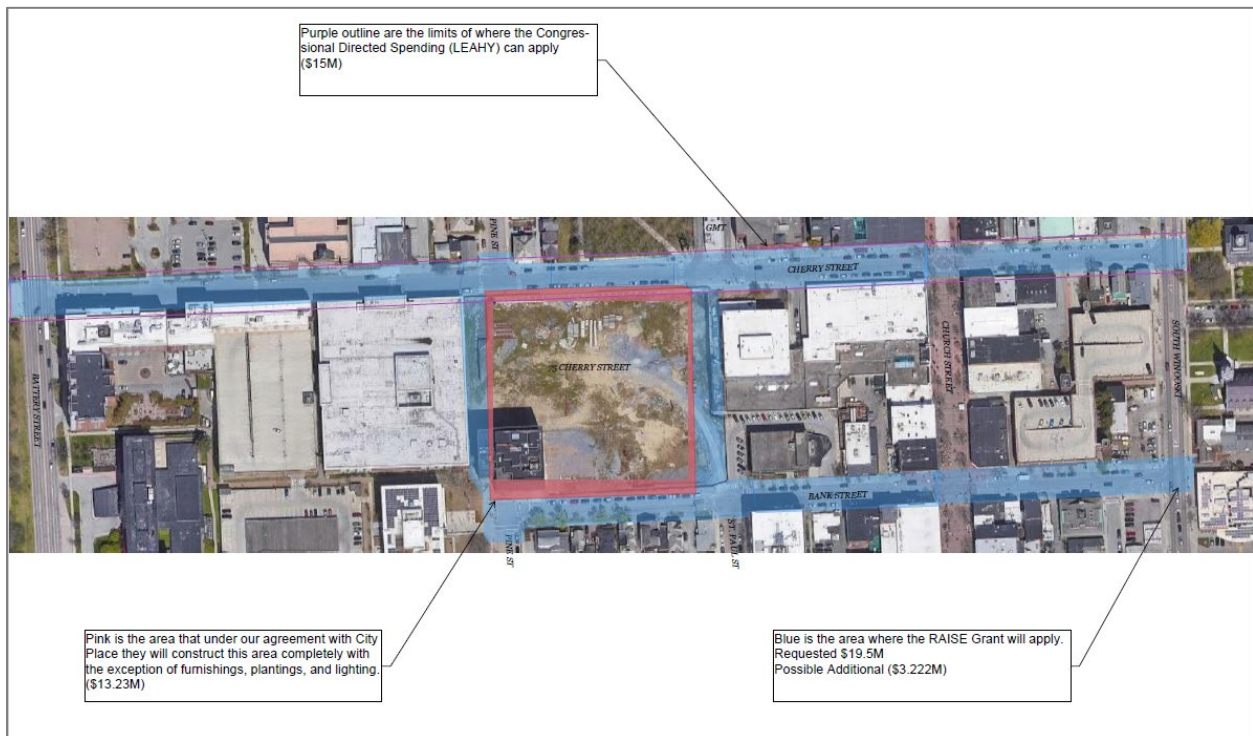 Purple outline are the limits of where the Congres-
sional Directed Spending (LEAHY) can apply
($15M)
PINE ST
GMT
CHERRY STREET
75 CHERRY STREET
BATTERY STREET
CHURCH STREET
SOUTH WINOOSKI
BANK STREET
PINE ST
ST. PAUL ST
Pink is the area that under our agreement with City
Place they will construct this area completely with
the exception of furnishings, plantings, and lighting.
($13.23M)
Blue is the area where the RAISE Grant will apply.
Requested $19.5M
Possible Additional ($3.222M)